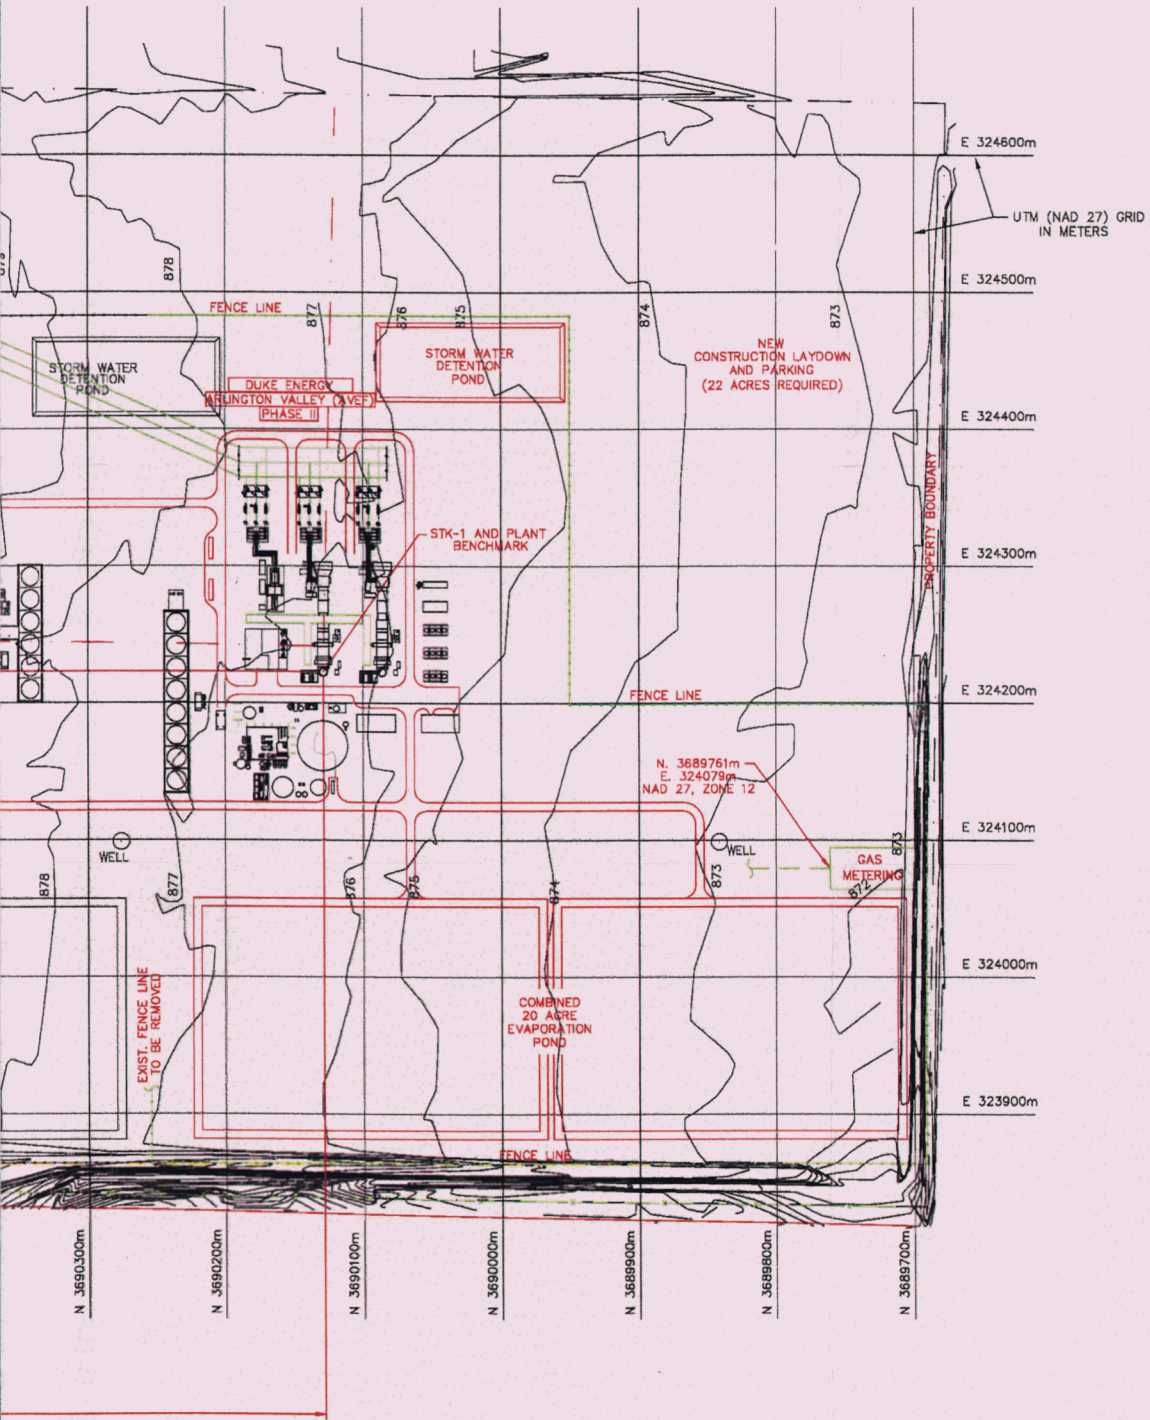 E 324600m
UTM (NAD 27) GRID
IN METERS
878
E 324500m
FENCE LINE
877
876
875
874
873
NEW
CONSTRUCTION LAYDOWN
AND PARKING
(22 ACRES REQUIRED)
STORM WATER
DETENTION
POND
STORM WATER
DETENTION
POND
DUKE ENERGY
ARLINGTON VALLEY (AVEF)
PHASE II
E 324400m
PROPERTY BOUNDARY
STK-1 AND PLANT
BENCHMARK
E 324300m
FENCE LINE
E 324200m
N. 3689761m
E. 324079m
NAD 27, ZONE 12
E 324100m
WELL
WELL
873
GAS
METERING
872
878
877
876
875
874
873
E 324000m
EXIST. FENCE LINE
TO BE REMOVED
COMBINED
20 ACRE
EVAPORATION
POND
E 323900m
FENCE LINE
N 3690300m
N 3690200m
N 3690100m
N 3690000m
N 3689900m
N 3689800m
N 3689700m